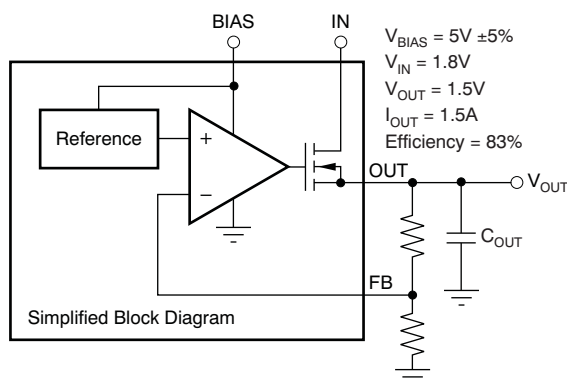 BIAS
IN
V_BIAS = 5V ±5%
V_IN = 1.8V
V_OUT = 1.5V
I_OUT = 1.5A
Efficiency = 83%
Reference
+
−
OUT
V_OUT
C_OUT
FB
Simplified Block Diagram